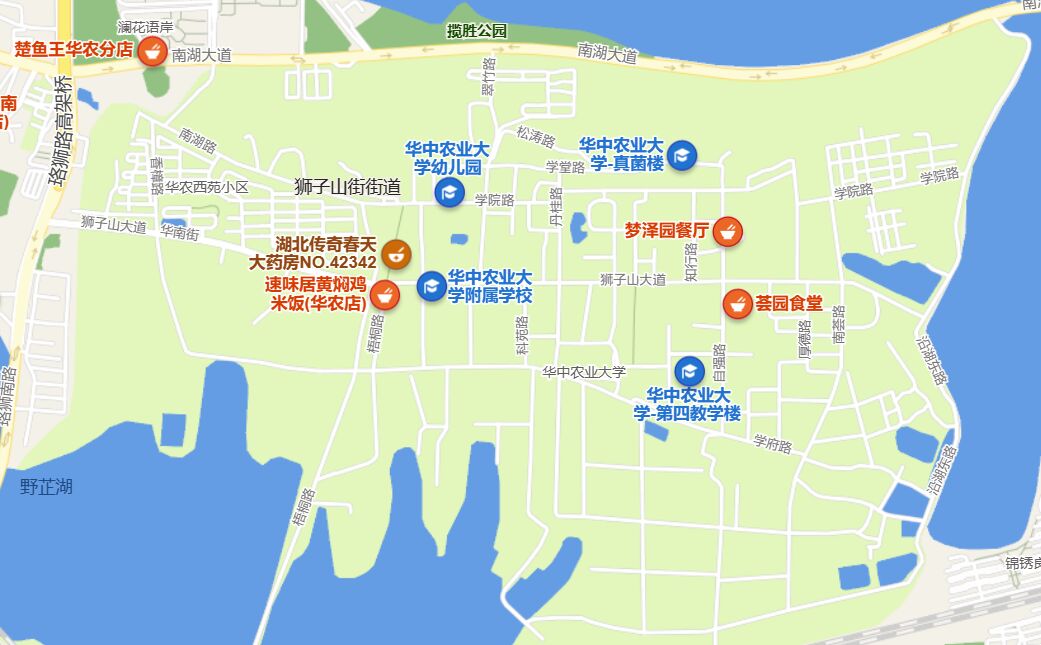 澜花语岸
揽胜公园
楚鱼王华农分店
南湖大道
南湖大道
南
珞狮路高架桥
翠竹路
南湖路
松涛路
华中农业大
学幼儿园
华中农业大
学-真菌楼
学堂路
春樟路
华农西苑小区
狮子山街街道
学院路
丹桂路
学院路
学院路
狮子山大道
华南街
梦泽园餐厅
湖北传奇春天
大药房NO.42342
知行路
狮子山大道
华中农业大
学附属学校
速味居黄焖鸡
米饭(华农店)
荟园食堂
梧桐路
科苑路
厚德路
南荟路
自强路
沿湖东路
华中农业大学
珞狮南路
华中农业大
学-第四教学楼
学府路
沿湖东路
野芷湖
梧桐路